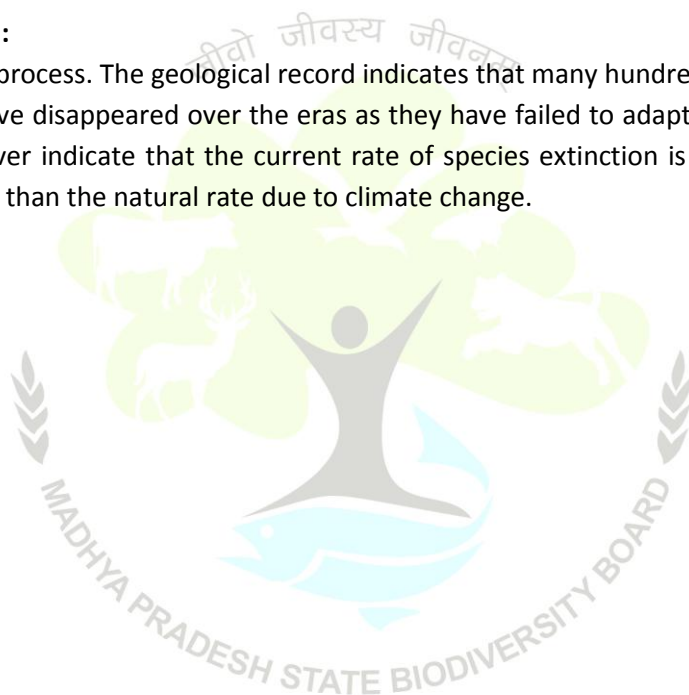 :
जीवो जीवस्य जीवनम्
process. The geological record indicates that many hundre
ve disappeared over the eras as they have failed to adapt
ver indicate that the current rate of species extinction is
than the natural rate due to climate change.
MADHYA PRADESH STATE BIODIVERSITY BOARD